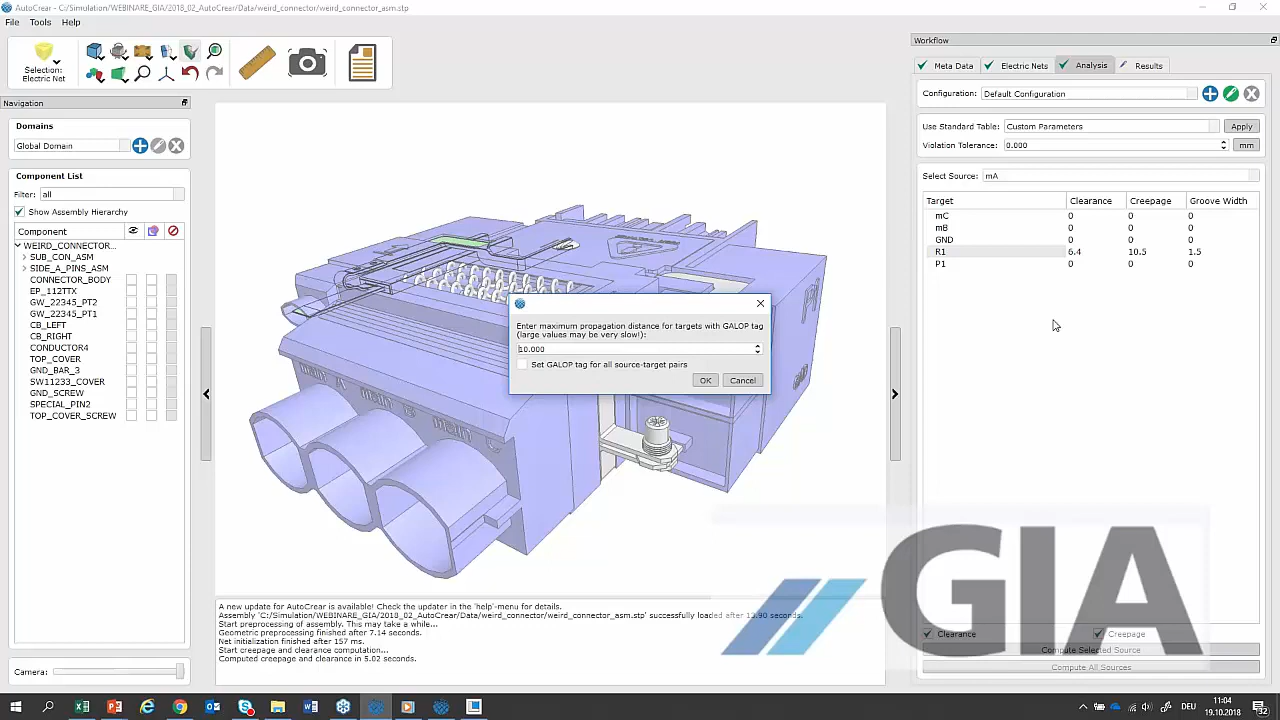 AutoCrear - C:/Simulation/WEBINARE_GIA/2018_02_AutoCrear/Data/weird_connector/weird_connector_asm.stp
File Tools Help
Selection:
Electric Net
Navigation
Domains
Global Domain
Component List
Filter: all
Show Assembly Hierarchy
Component
WEIRD_CONNECTOR...
SUB_CON_ASM
SIDE_A_PINS_ASM
CONNECTOR_BODY
EP_112TTX
GW_22345_PT2
GW_22345_PT1
CB_LEFT
CB_RIGHT
CONDUCTOR4
TOP_COVER
GND_BAR_3
SW11233_COVER
GND_SCREW
SPECIAL_PIN2
TOP_COVER_SCREW
Camera:
Enter maximum propagation distance for targets with GALOP tag
(large values may be very slow!):
10.000
Set GALOP tag for all source-target pairs
OK Cancel
A new update for AutoCrear is available! Check the updater in the 'help'-menu for details.
Assembly 'C:/Simulation/WEBINARE_GIA/2018_02_AutoCrear/Data/weird_connector/weird_connector_asm.stp' successfully loaded after 13.90 seconds.
Start preprocessing of assembly. This may take a while...
Geometric preprocessing finished after 7.14 seconds.
Net initialization finished after 157 ms.
Start creepage and clearance computation...
Computed creepage and clearance in 5.02 seconds.
Workflow
Meta Data Electric Nets Analysis Results
Configuration: Default Configuration
Use Standard Table: Custom Parameters Apply
Violation Tolerance: 0.000 mm
Select Source: mA
Target Clearance Creepage Groove Width
mC 0 0 0
mB 0 0 0
GND 0 0 0
R1 6.4 10.5 1.5
P1 0 0 0
GIA
Clearance Creepage
Compute Selected Source
Compute All Sources
DEU
11:04
19.10.2018